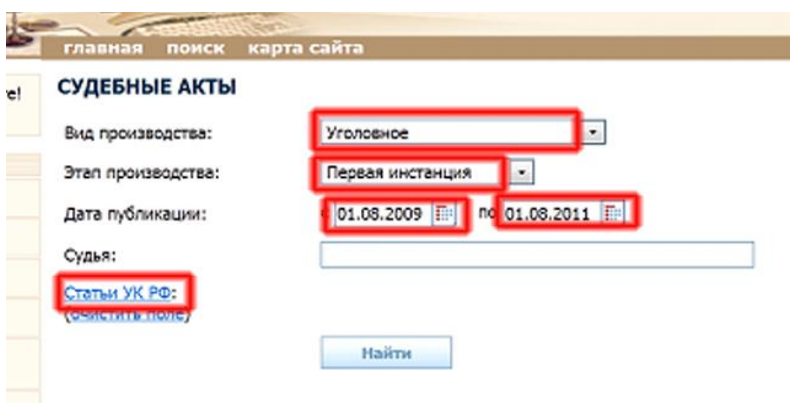 главная поиск карта сайта
СУДЕБНЫЕ АКТЫ
Вид производства: Уголовное
Этап производства: Первая инстанция
Дата публикации: с 01.08.2009 по 01.08.2011
Судья:
Статьи УК РФ:
(очистить поле)
Найти